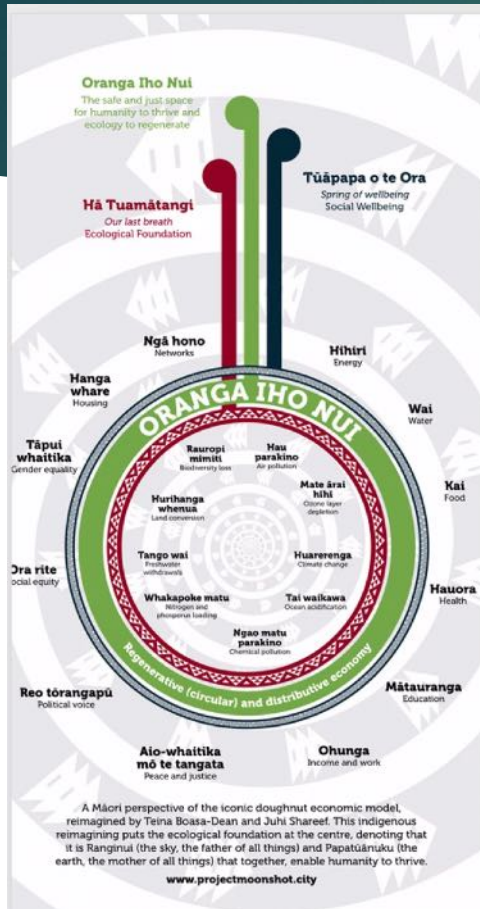 Oranga Iho Nui
The safe and just space
for humanity to thrive and
ecology to regenerate
Hā Tuamātangi
Our last breath
Ecological Foundation
Tūāpapa o te Ora
Spring of wellbeing
Social Wellbeing
Ngā hono
Networks
Hihiri
Energy
Hanga
whare
Housing
Wai
Water
Tāpui
whaitika
Gender equality
Kai
Food
Ora rite
ocial equity
Hauora
Health
Reo tōrangapū
Political voice
Mātauranga
Education
Aio-whaitika
mō te tangata
Peace and justice
Ohunga
Income and work
ORANGĀ IHO NUI
Rauropi
mimiti
Biodiversity loss
Hau
parakino
Air pollution
Hurihanga
whenua
Land conversion
Mate ārai
hihi
Ozone layer
depletion
Tango wai
Freshwater
withdrawals
Huarerenga
Climate change
Whakapoke matu
Nitrogen and
phosporus loading
Tai waikawa
Ocean acidification
Ngao matu
parakino
Chemical pollution
Regenerative (circular) and distributive economy
A Māori perspective of the iconic doughnut economic model,
reimagined by Teina Boasa-Dean and Juhi Shareef. This indigenous
reimagining puts the ecological foundation at the centre, denoting that
it is Ranginui (the sky, the father of all things) and Papatūānuku (the
earth, the mother of all things) that together, enable humanity to thrive.
www.projectmoonshot.city